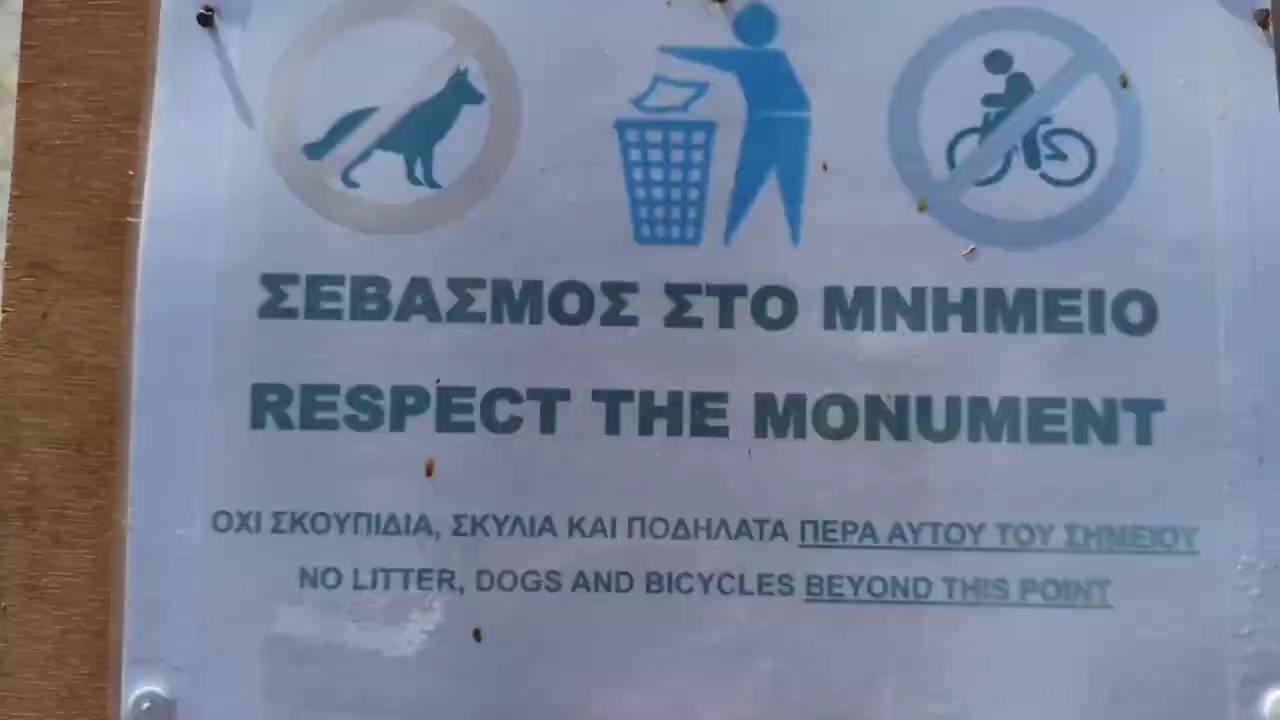 ΣΕΒΑΣΜΟΣ ΣΤΟ ΜΝΗΜΕΙΟ
RESPECT THE MONUMENT
ΟΧΙ ΣΚΟΥΠΙΔΙΑ, ΣΚΥΛΙΑ ΚΑΙ ΠΟΔΗΛΑΤΑ ΠΕΡΑ ΑΥΤΟΥ ΤΟΥ ΣΗΜΕΙΟΥ
NO LITTER, DOGS AND BICYCLES BEYOND THIS POINT